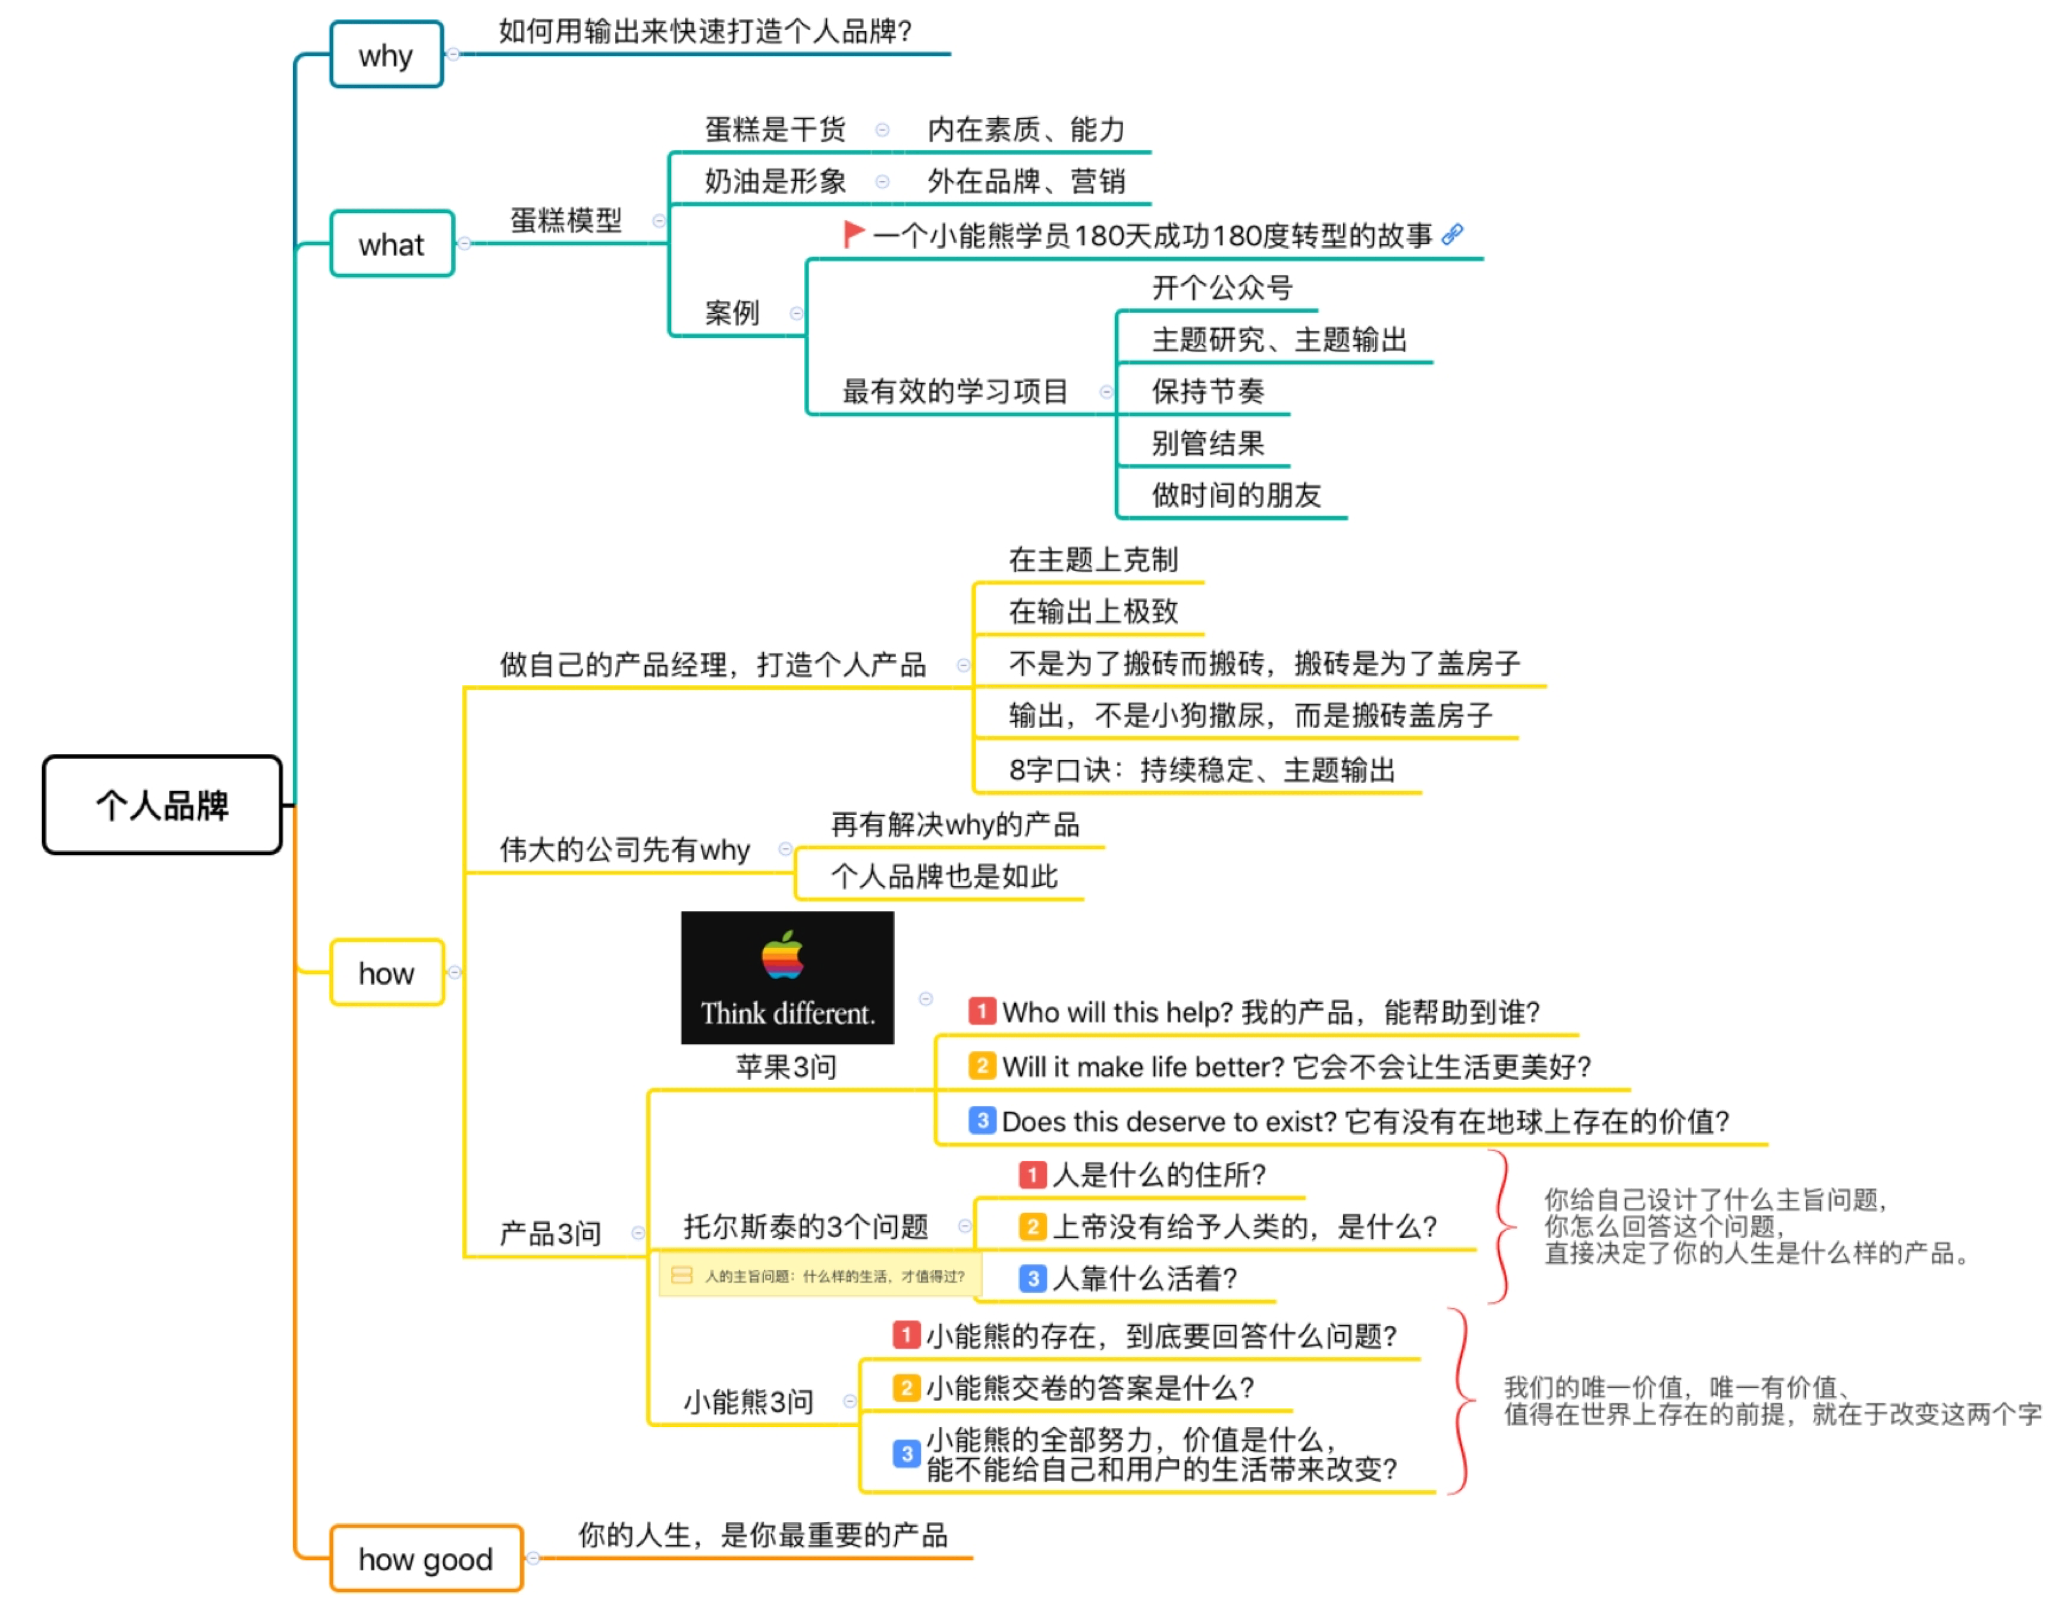 why
如何用输出来快速打造个人品牌?
蛋糕是干货
内在素质、能力
奶油是形象
外在品牌、营销
what
蛋糕模型
一个小能熊学员180天成功180度转型的故事
案例
开个公众号
主题研究、主题输出
最有效的学习项目
保持节奏
别管结果
做时间的朋友
个人品牌
how
做自己的产品经理，打造个人产品
在主题上克制
在输出上极致
不是为了搬砖而搬砖，搬砖是为了盖房子
输出，不是小狗撒尿，而是搬砖盖房子
8字口诀：持续稳定、主题输出
伟大的公司先有why
再有解决why的产品
个人品牌也是如此
产品3问
Think different.
苹果3问
1 Who will this help? 我的产品，能帮助到谁?
2 Will it make life better? 它会不会让生活更美好?
3 Does this deserve to exist? 它有没有在地球上存在的价值?
托尔斯泰的3个问题
人的主旨问题：什么样的生活，才值得过?
1 人是什么的住所?
2 上帝没有给予人类的，是什么?
3 人靠什么活着?
你给自己设计了什么主旨问题，
你怎么回答这个问题，
直接决定了你的人生是什么样的产品。
小能熊3问
1 小能熊的存在，到底要回答什么问题?
2 小能熊交卷的答案是什么?
3 小能熊的全部努力，价值是什么，
能不能给自己和用户的生活带来改变?
我们的唯一价值，唯一有价值、
值得在世界上存在的前提，就在于改变这两个字
how good
你的人生，是你最重要的产品